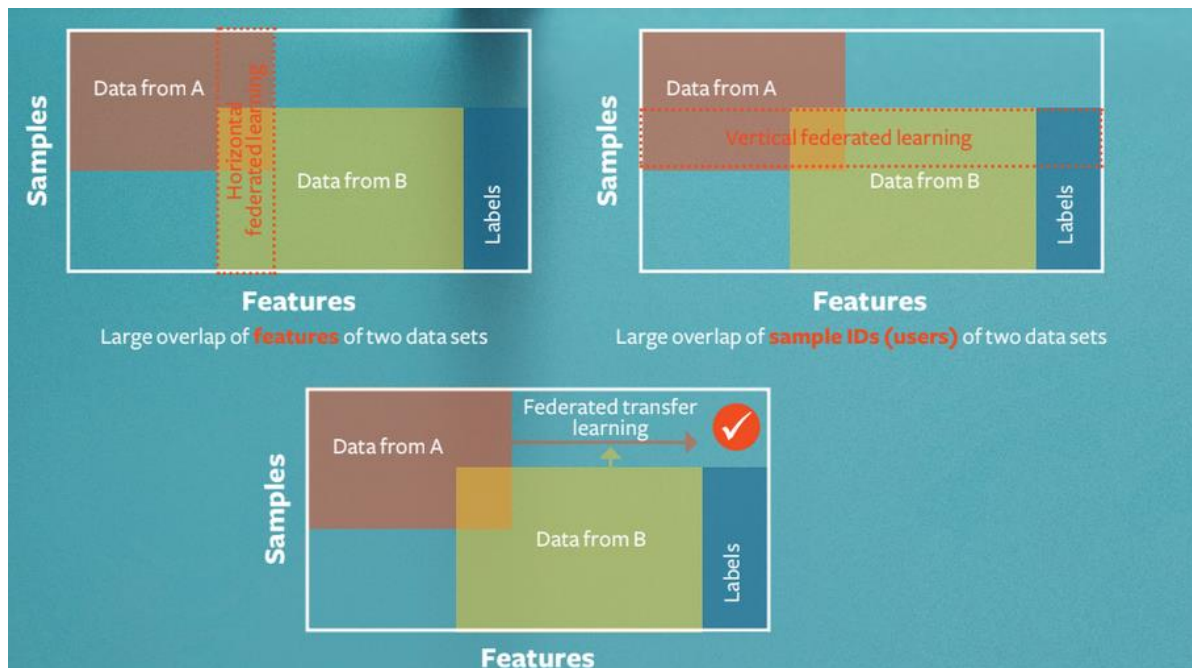 Samples
Data from A
Horizontal
federated learning
Data from B
Labels
Features
Large overlap of features of two data sets
Samples
Data from A
Vertical federated learning
Data from B
Labels
Features
Large overlap of sample IDs (users) of two data sets
Samples
Data from A
Federated transfer
learning
Data from B
Labels
Features